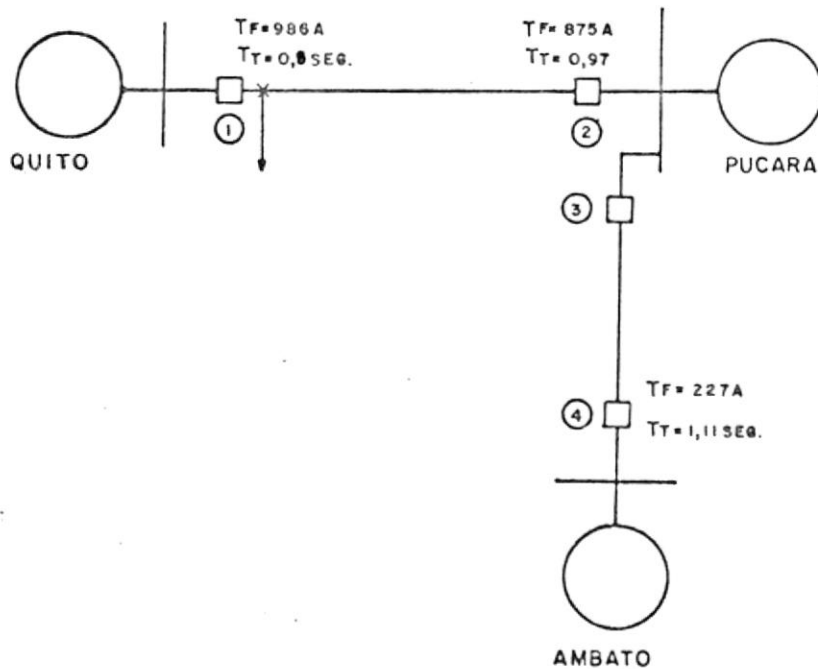 TF=986A
TT=0,8 SEG.
TF=875A
TT=0,97
1
2
QUITO
PUCARA
3
4
TF=227A
TT=1,11 SEG.
AMBATO